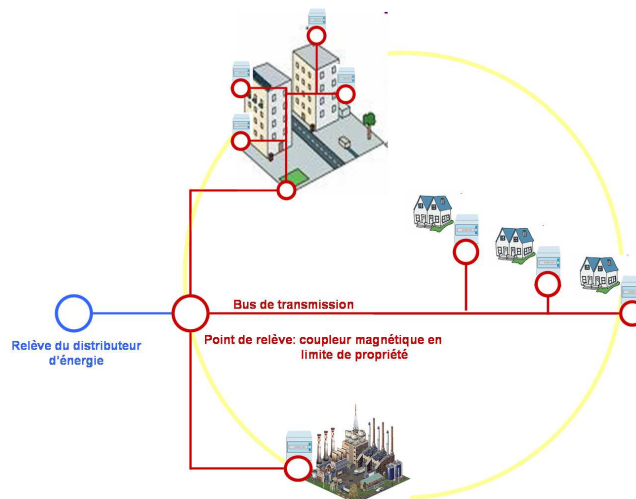 Bus de transmission
Relève du distributeur
d'énergie
Point de relève: coupleur magnétique en
limite de propriété